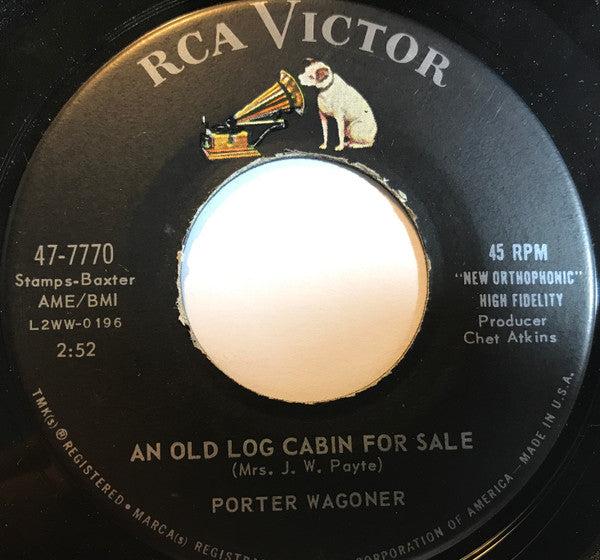 RCA VICTOR
47-7770
Stamps-Baxter
AME/BMI
L2WW-0196
2:52
45 RPM
"NEW ORTHOPHONIC"
HIGH FIDELITY
Producer
Chet Atkins
AN OLD LOG CABIN FOR SALE
(Mrs. J. W. Payte)
PORTER WAGONER
TMK(s) ® REGISTERED • MARCA(s) REGISTRADA(s) CORPORATION OF AMERICA—MADE IN U.S.A.